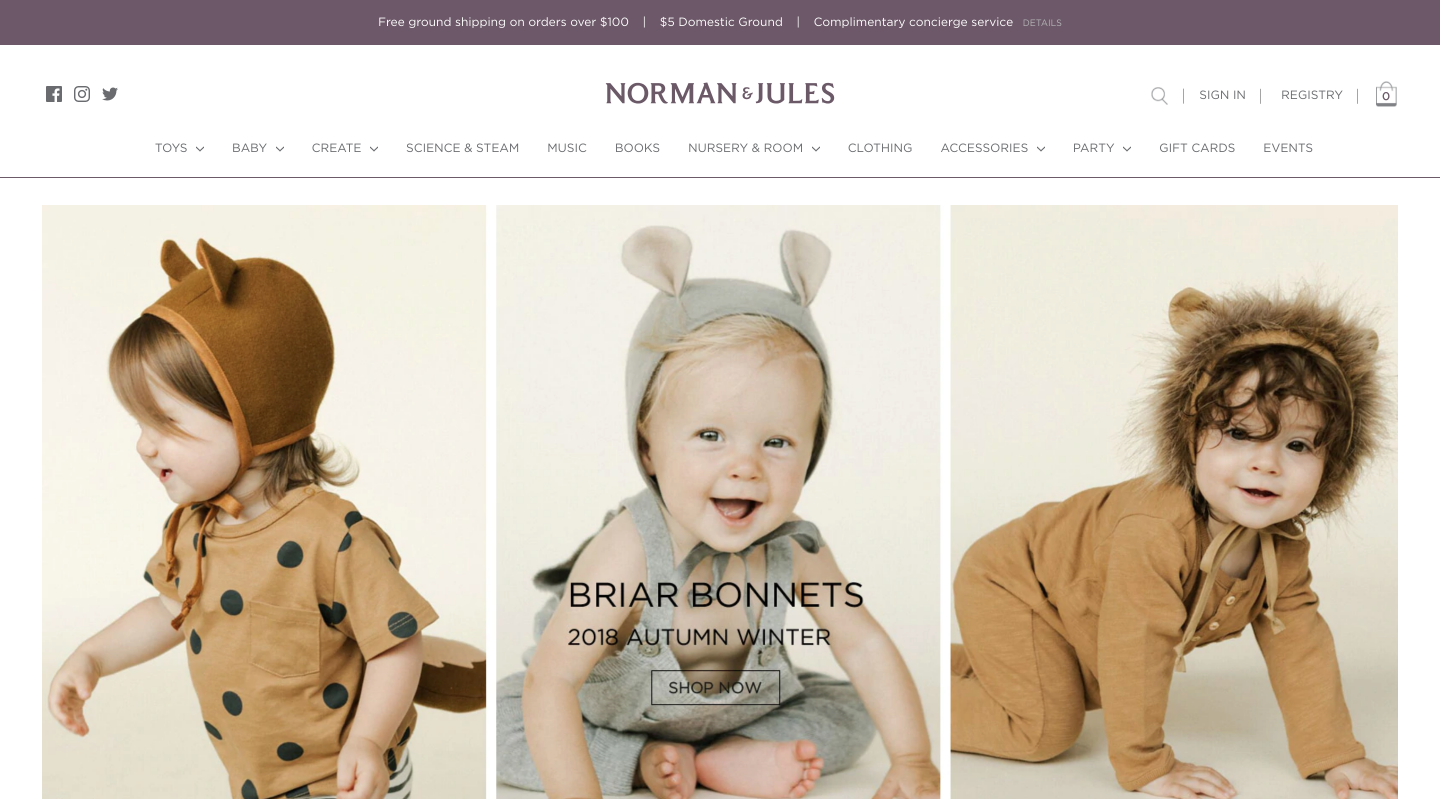 Free ground shipping on orders over $100 | $5 Domestic Ground | Complimentary concierge service DETAILS
NORMAN & JULES
SIGN IN | REGISTRY | 0
TOYS BABY CREATE SCIENCE & STEAM MUSIC BOOKS NURSERY & ROOM CLOTHING ACCESSORIES PARTY GIFT CARDS EVENTS
BRIAR BONNETS
2018 AUTUMN WINTER
SHOP NOW